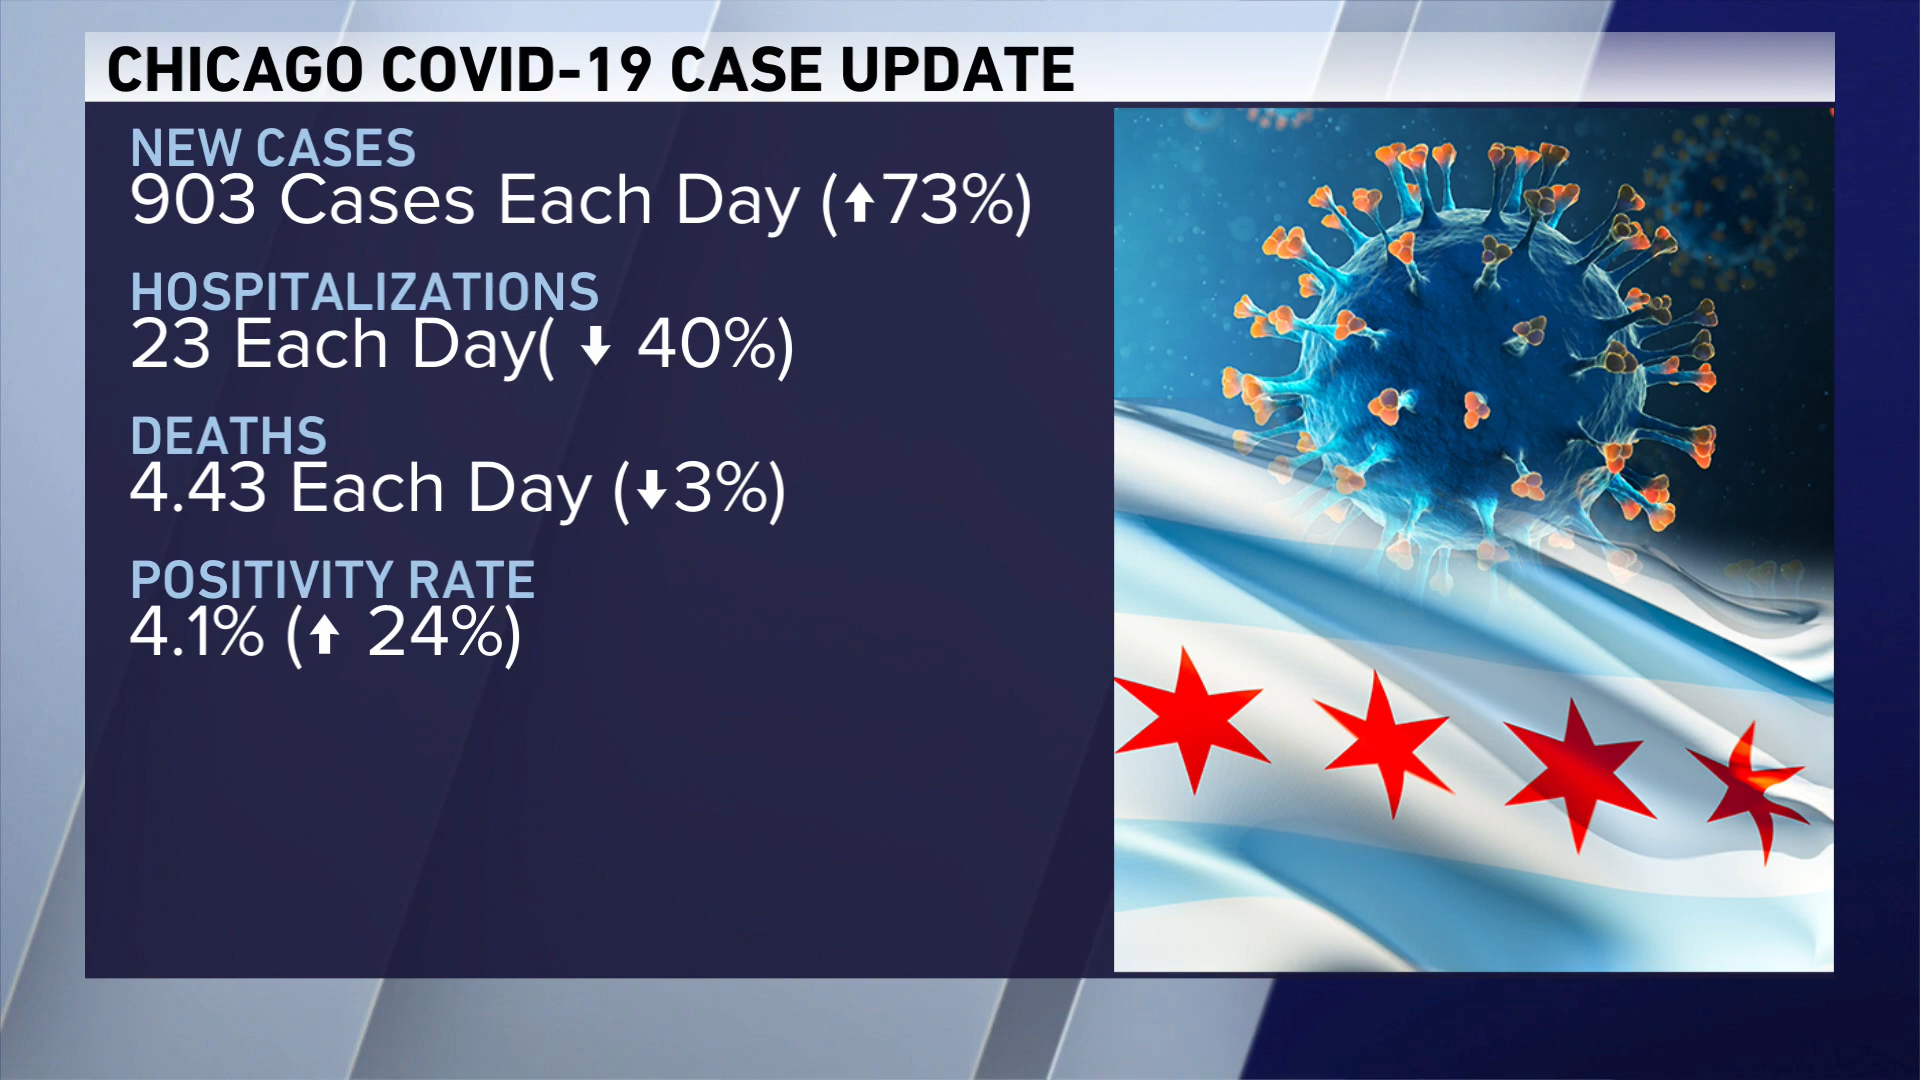 CHICAGO COVID-19 CASE UPDATE
NEW CASES
903 Cases Each Day (⬆73%)
HOSPITALIZATIONS
23 Each Day( ⬇ 40%)
DEATHS
4.43 Each Day (⬇3%)
POSITIVITY RATE
4.1% (⬆ 24%)